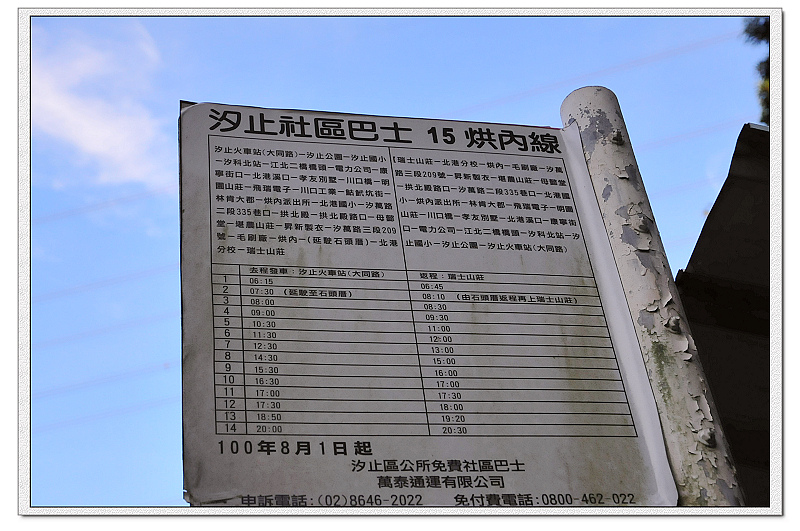 汐止社區巴士 15 烘內線
汐止火車站(大同路)－汐止公園－汐止國小
－汐科北站－江北二橋橋頭－電力公司－康
寧街口－北港溪口－孝友別墅－川口橋－明
圓山莊－飛瑞電子－川口工業－鮕鮘坑街－
林肯大郡－烘內派出所－北港國小－汐萬路
二段335巷口－拱北殿－拱北殿路口－母聖
堂－堪農山莊－昇新製衣－汐萬路二段209
號－毛刷廠－烘內－(延駛石頭厝)－北港
分校－瑞士山莊
瑞士山莊－北港分校－烘內－毛刷廠－汐萬
路二段209號－昇新製衣－堪農山莊－母聖堂
－拱北殿路口－汐萬路二段335巷口－北港國
小－烘內派出所－林肯大郡－飛瑞電子－明圓
山莊－川口橋－孝友別墅－北港溪口－康寧街
口－電力公司－江北二橋橋頭－汐科北站－汐
止國小－汐止公園－汐止火車站(大同路)
去程發車：汐止火車站(大同路) 返程：瑞士山莊
1 06:15 06:45
2 07:30 (延駛至石頭厝) 08:10 (由石頭厝返程再上瑞士山莊)
3 08:00 08:30
4 09:00 09:30
5 10:30 11:00
6 11:30 12:00
7 12:30 13:00
8 14:30 15:00
9 15:30 16:00
10 16:30 17:00
11 17:00 17:30
12 17:30 18:00
13 18:50 19:20
14 20:00 20:30
100年8月1日起
汐止區公所免費社區巴士
萬泰通運有限公司
申訴電話:(02)8646-2022 免付費電話:0800-462-022